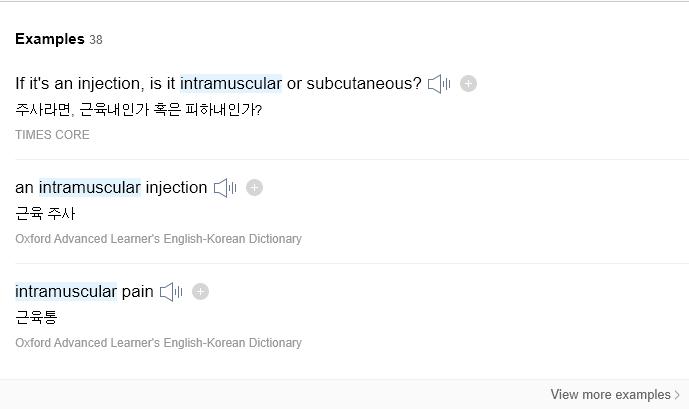 Examples 38
If it's an injection, is it intramuscular or subcutaneous?
주사라면, 근육내인가 혹은 피하내인가?
TIMES CORE
an intramuscular injection
근육 주사
Oxford Advanced Learner's English-Korean Dictionary
intramuscular pain
근육통
Oxford Advanced Learner's English-Korean Dictionary
View more examples